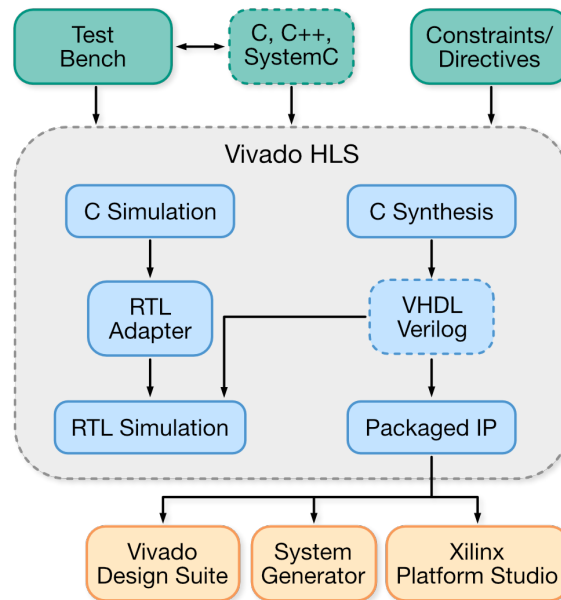 Test
Bench
C, C++,
SystemC
Constraints/
Directives
Vivado HLS
C Simulation
C Synthesis
RTL
Adapter
VHDL
Verilog
RTL Simulation
Packaged IP
Vivado
Design Suite
System
Generator
Xilinx
Platform Studio